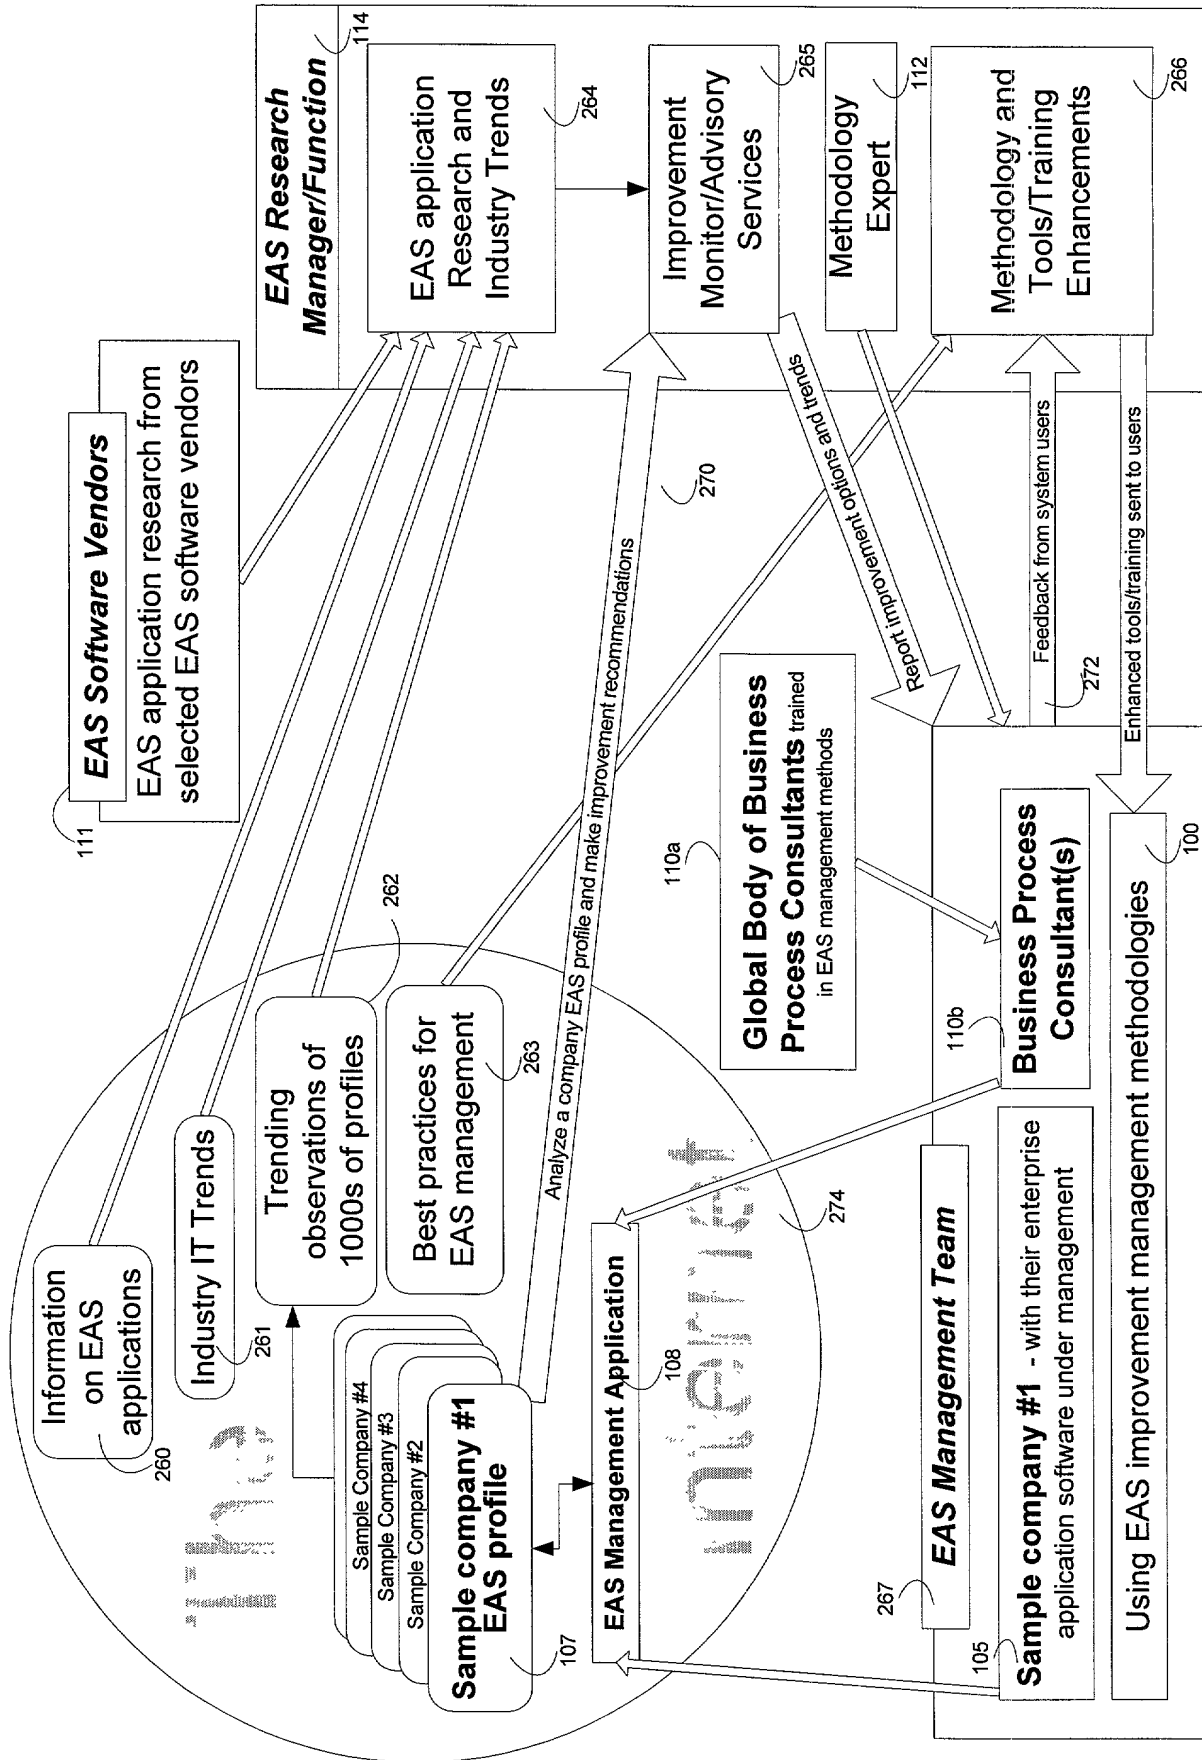 111
EAS Software Vendors
EAS application research from
selected EAS software vendors
EAS Research
Manager/Function
114
EAS application
Research and
Industry Trends
264
Improvement
Monitor/Advisory
Services
265
Methodology
Expert
112
Methodology and
Tools/Training
Enhancements
266
The
Internet
274
Information
on EAS
applications
260
Industry IT Trends
261
Trending
observations of
1000s of profiles
262
Best practices for
EAS management
263
Sample Company #4
Sample Company #3
Sample Company #2
Sample company #1
EAS profile
107
EAS Management Application
108
Analyze a company EAS profile and make improvement recommendations
270
Report improvement options and trends
Feedback from system users
272
Enhanced tools/training sent to users
110a
Global Body of Business
Process Consultants trained
in EAS management methods
267
EAS Management Team
105
Sample company #1 - with their enterprise
application software under management
110b
Business Process
Consultant(s)
Using EAS improvement management methodologies
100